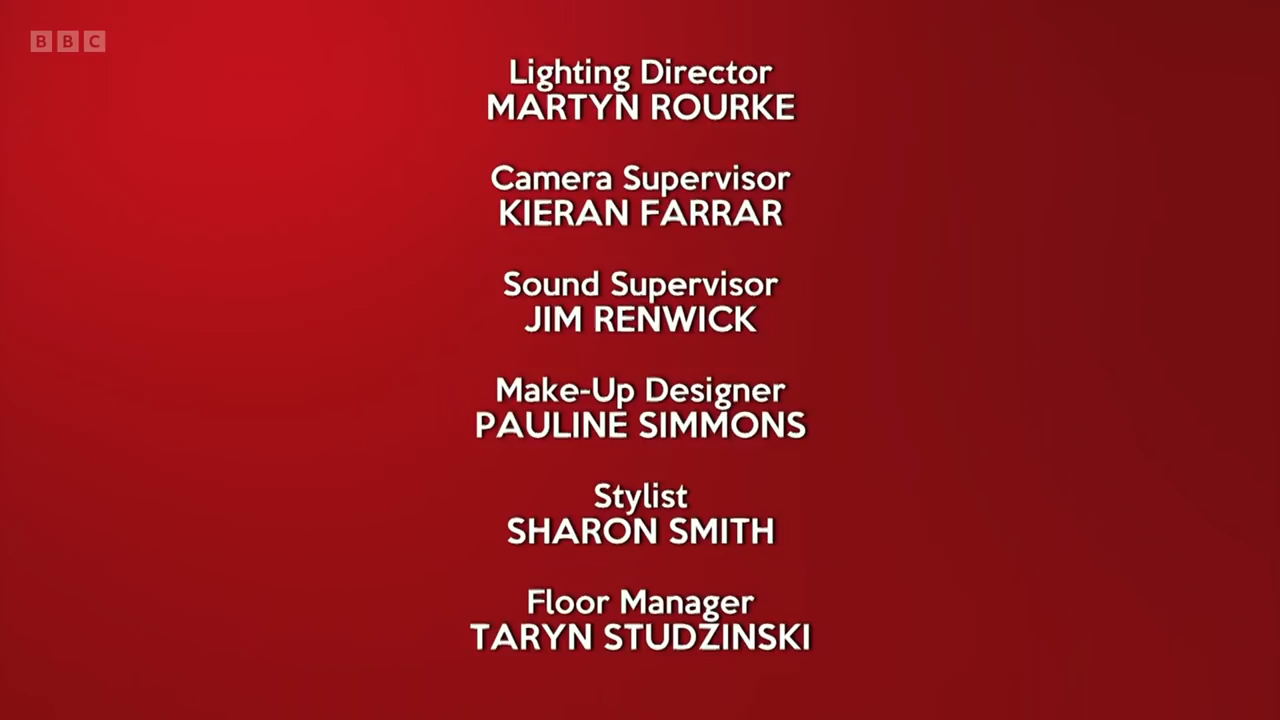 BBC
Lighting Director
MARTYN ROURKE
Camera Supervisor
KIERAN FARRAR
Sound Supervisor
JIM RENWICK
Make-Up Designer
PAULINE SIMMONS
Stylist
SHARON SMITH
Floor Manager
TARYN STUDZINSKI